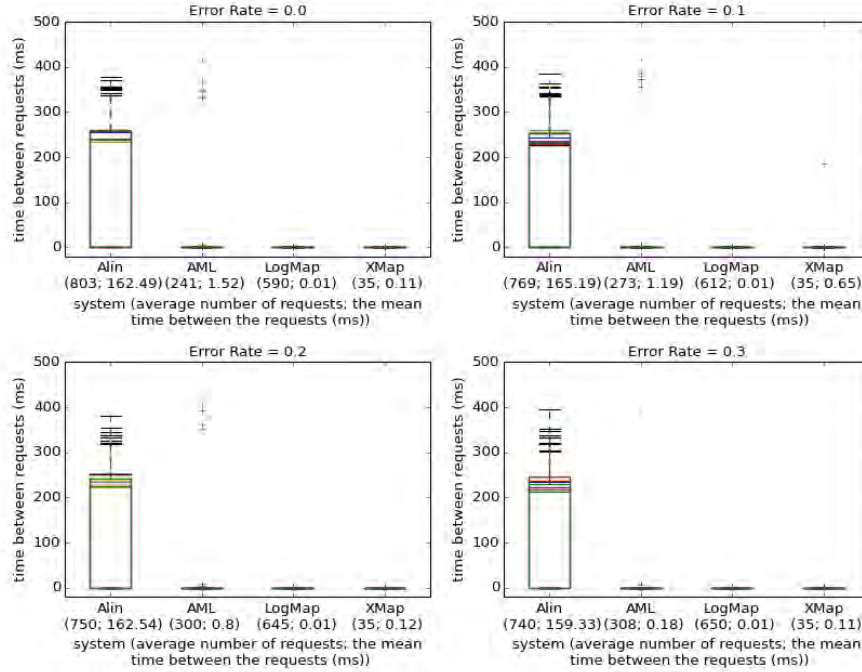 Error Rate = 0.0
500
400
300
200
100
0
time between requests (ms)
Alin AML LogMap XMap
(803; 162.49) (241; 1.52) (590; 0.01) (35; 0.11)
system (average number of requests; the mean
time between the requests (ms))
Error Rate = 0.1
500
400
300
200
100
0
time between requests (ms)
Alin AML LogMap XMap
(769; 165.19) (273; 1.19) (612; 0.01) (35; 0.65)
system (average number of requests; the mean
time between the requests (ms))
Error Rate = 0.2
500
400
300
200
100
0
time between requests (ms)
Alin AML LogMap XMap
(750; 162.54) (300; 0.8) (645; 0.01) (35; 0.12)
system (average number of requests; the mean
time between the requests (ms))
Error Rate = 0.3
500
400
300
200
100
0
time between requests (ms)
Alin AML LogMap XMap
(740; 159.33) (308; 0.18) (650; 0.01) (35; 0.11)
system (average number of requests; the mean
time between the requests (ms))